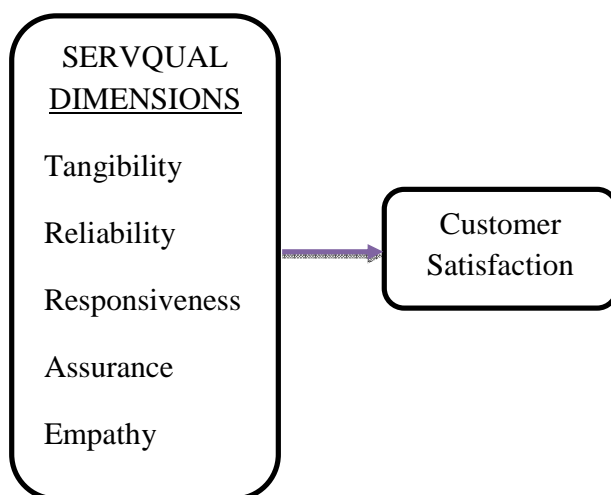 SERVQUAL
DIMENSIONS
Tangibility
Reliability
Responsiveness
Assurance
Empathy
Customer
Satisfaction